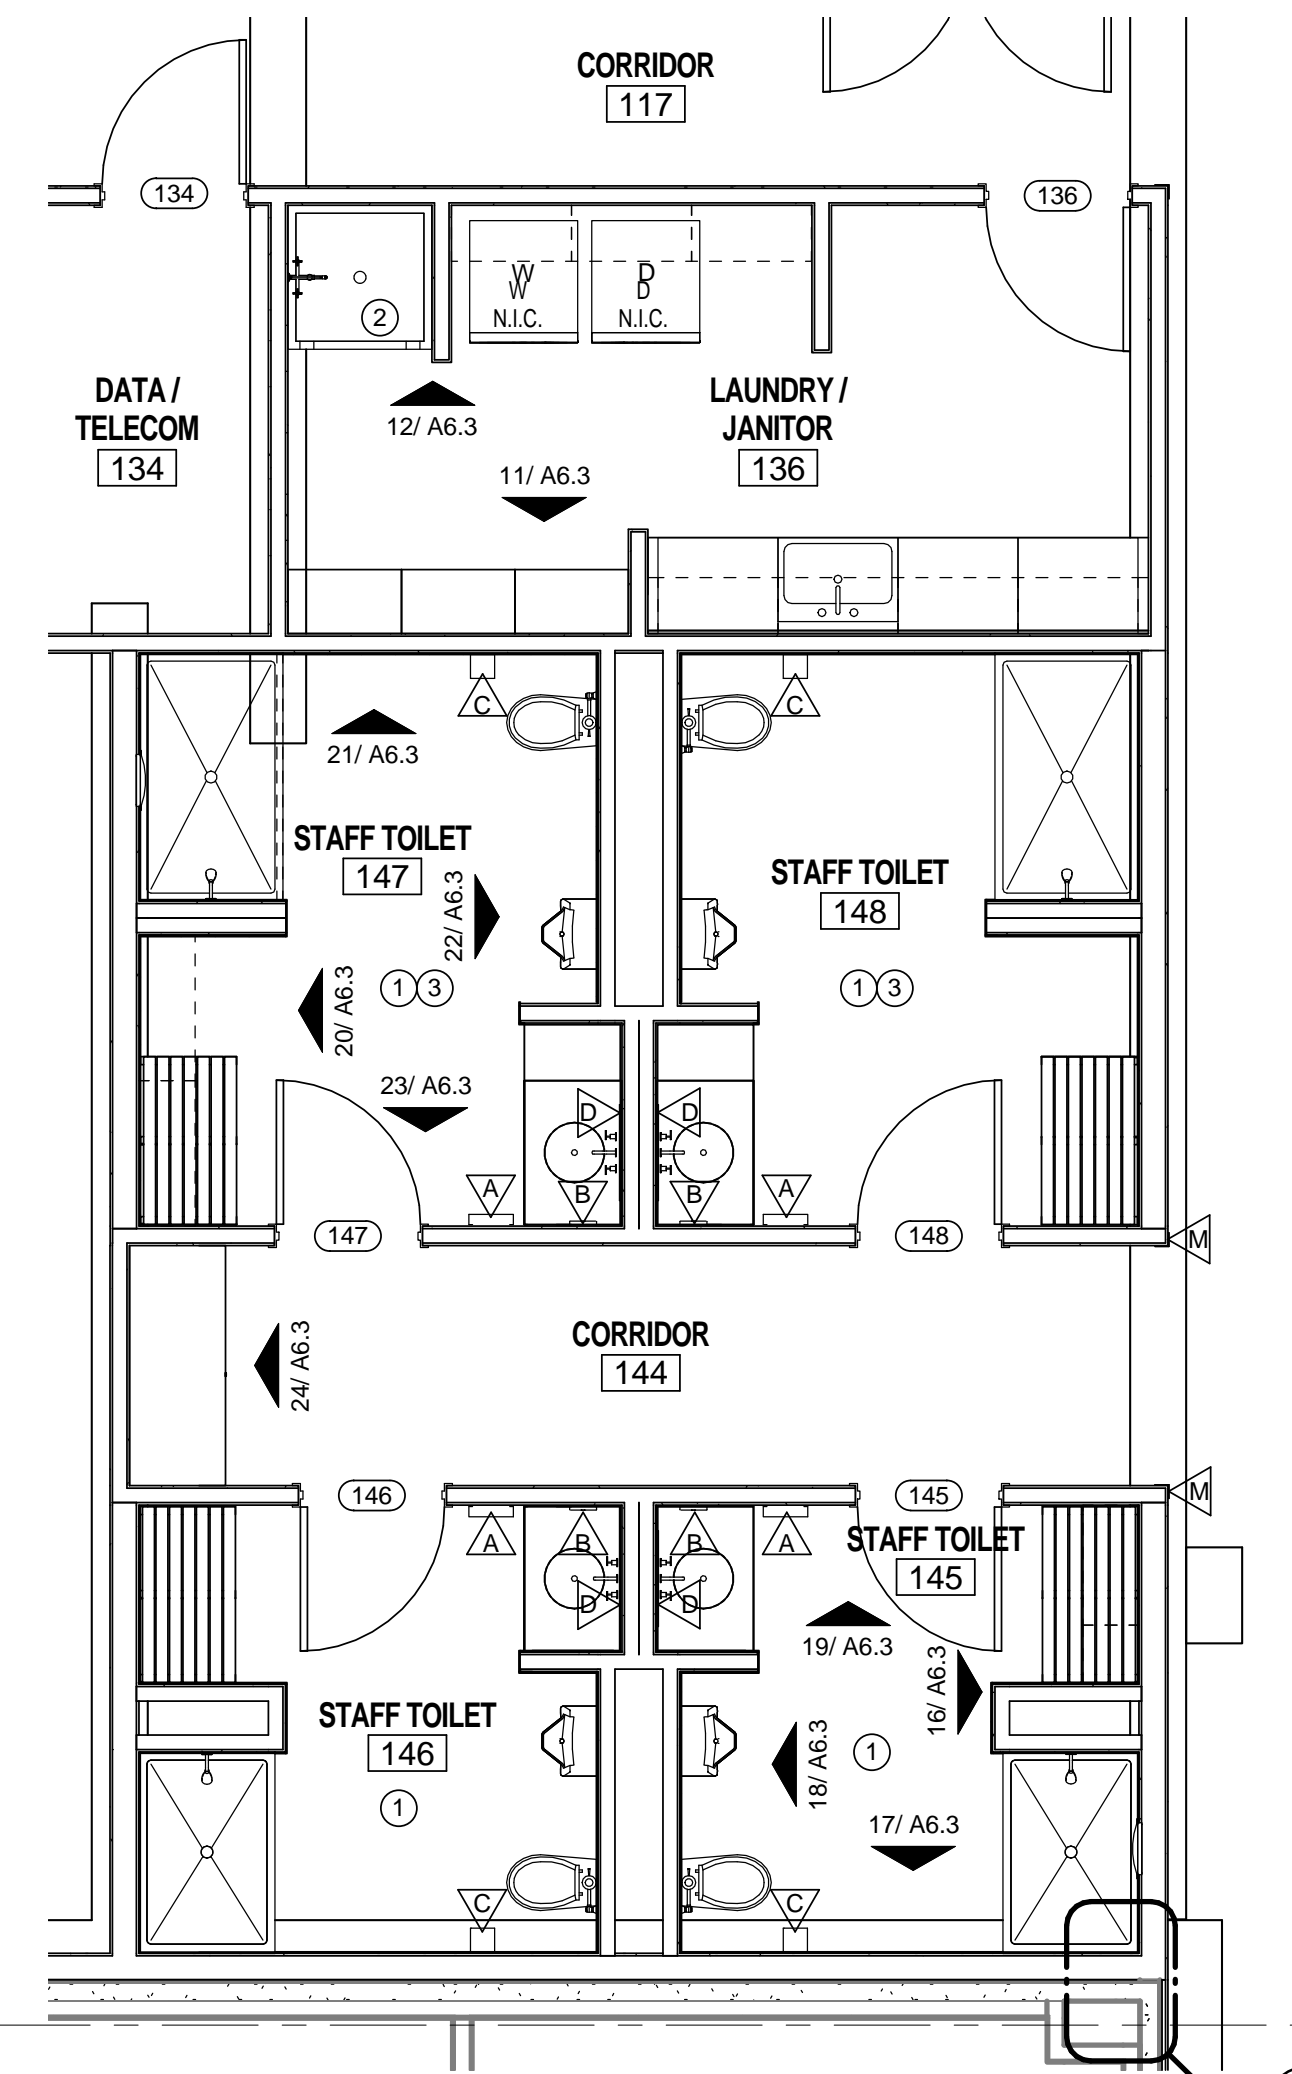 CORRIDOR
117
134
136
W
W
N.I.C.
D
D
N.I.C.
2
DATA /
TELECOM
134
12/ A6.3
LAUNDRY /
JANITOR
136
11/ A6.3
C
C
21/ A6.3
STAFF TOILET
147
22/ A6.3
STAFF TOILET
148
20/ A6.3
1
3
1
3
23/ A6.3
D
D
A
B
B
A
147
148
M
CORRIDOR
144
24/ A6.3
146
145
M
A
B
B
A
STAFF TOILET
145
D
D
19/ A6.3
16/ A6.3
STAFF TOILET
146
18/ A6.3
1
1
17/ A6.3
C
C